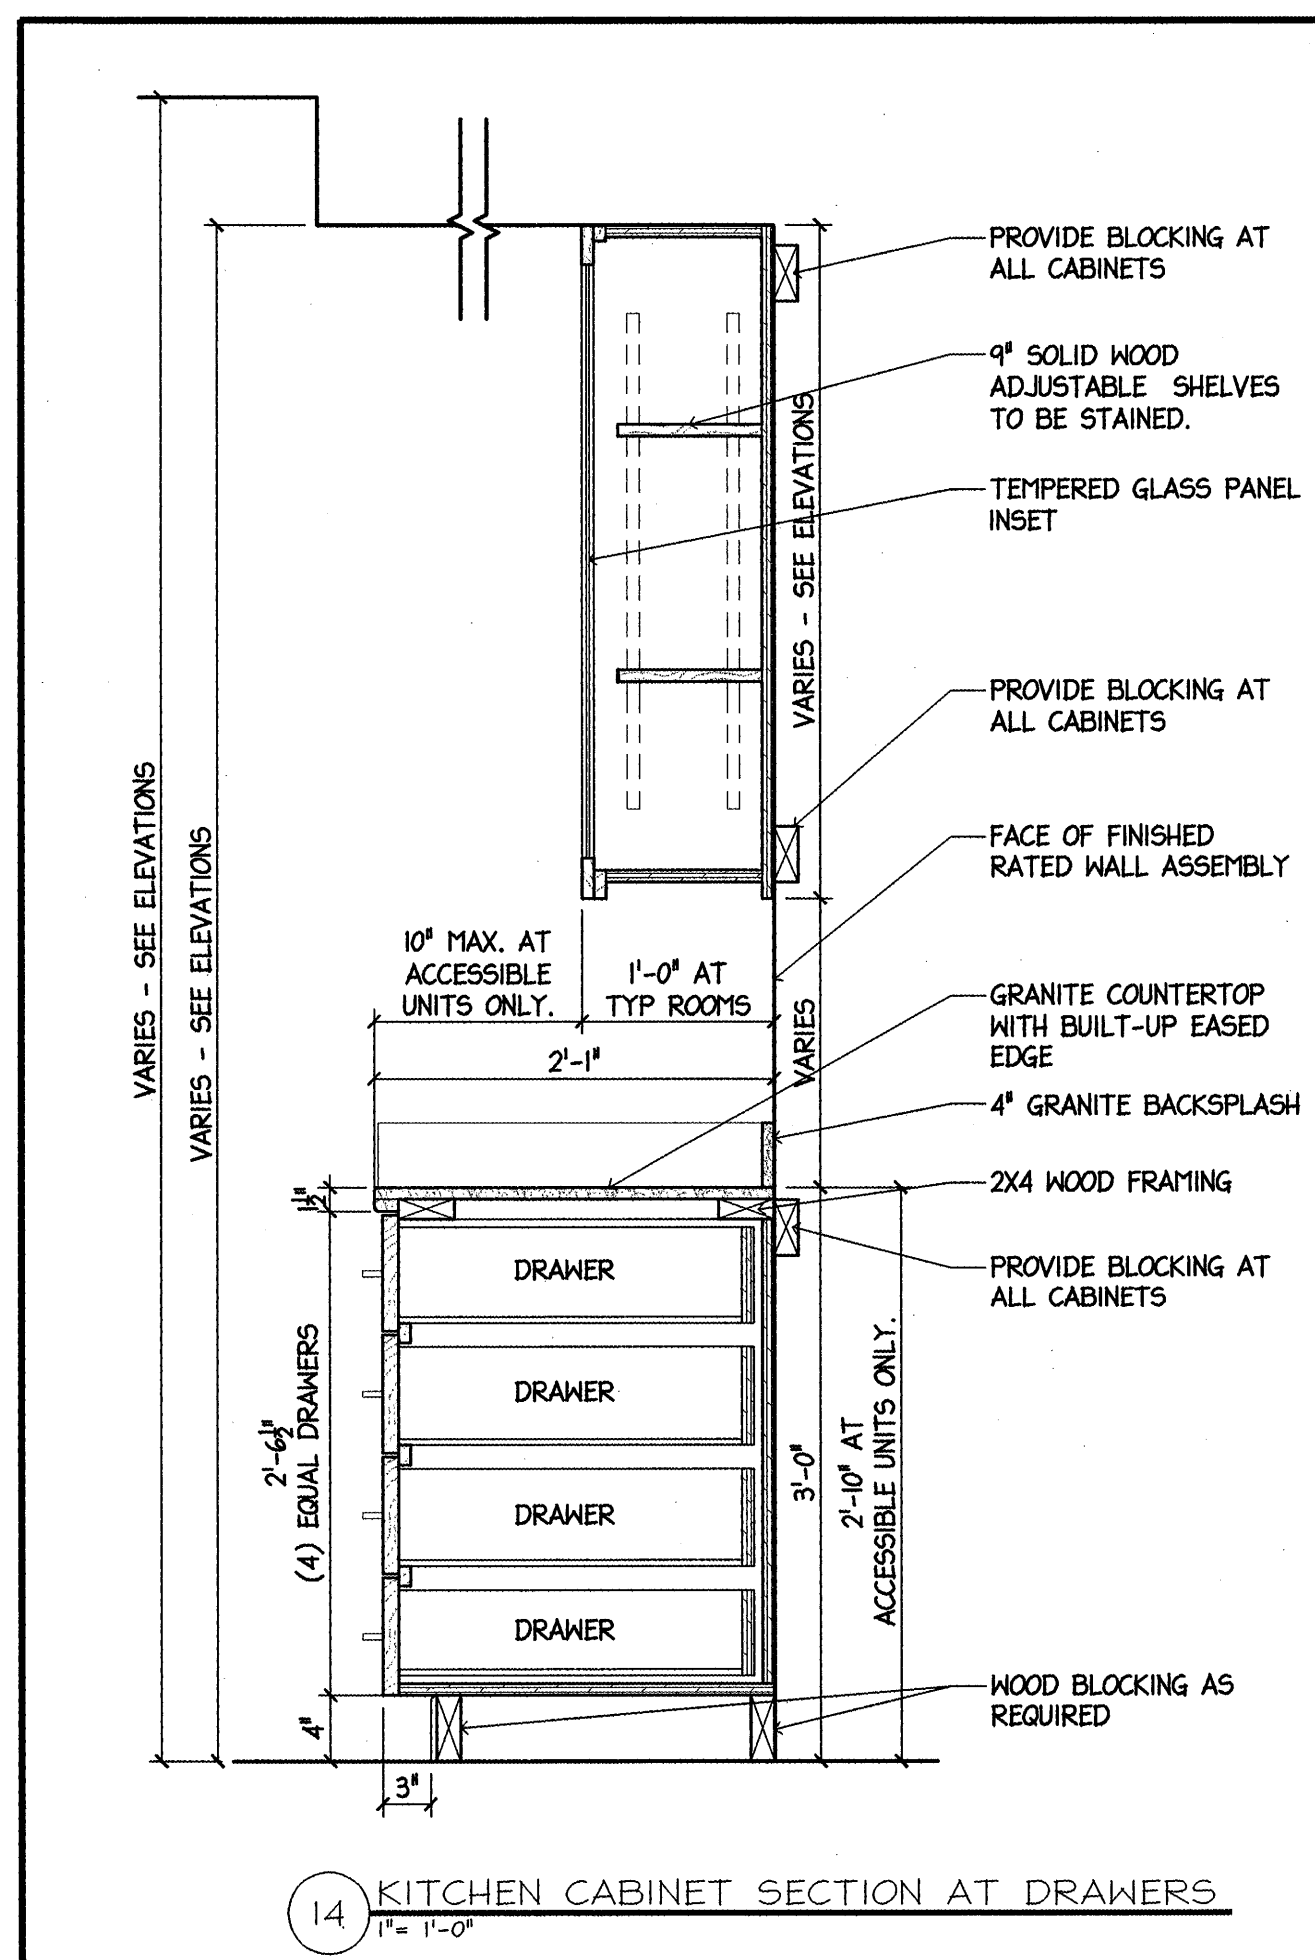 PROVIDE BLOCKING AT
ALL CABINETS
9" SOLID WOOD
ADJUSTABLE SHELVES
TO BE STAINED.
TEMPERED GLASS PANEL
INSET
VARIES - SEE ELEVATIONS
PROVIDE BLOCKING AT
ALL CABINETS
FACE OF FINISHED
RATED WALL ASSEMBLY
VARIES - SEE ELEVATIONS
VARIES - SEE ELEVATIONS
10" MAX. AT
ACCESSIBLE
UNITS ONLY.
1'-0" AT
TYP ROOMS
2'-1"
VARIES
GRANITE COUNTERTOP
WITH BUILT-UP EASED
EDGE
4" GRANITE BACKSPLASH
2X4 WOOD FRAMING
PROVIDE BLOCKING AT
ALL CABINETS
1 1/2"
DRAWER
DRAWER
DRAWER
DRAWER
2'-6 1/2"
(4) EQUAL DRAWERS
3'-0"
2'-10" AT
ACCESSIBLE UNITS ONLY.
WOOD BLOCKING AS
REQUIRED
4"
3"
14 KITCHEN CABINET SECTION AT DRAWERS
1"= 1'-0"